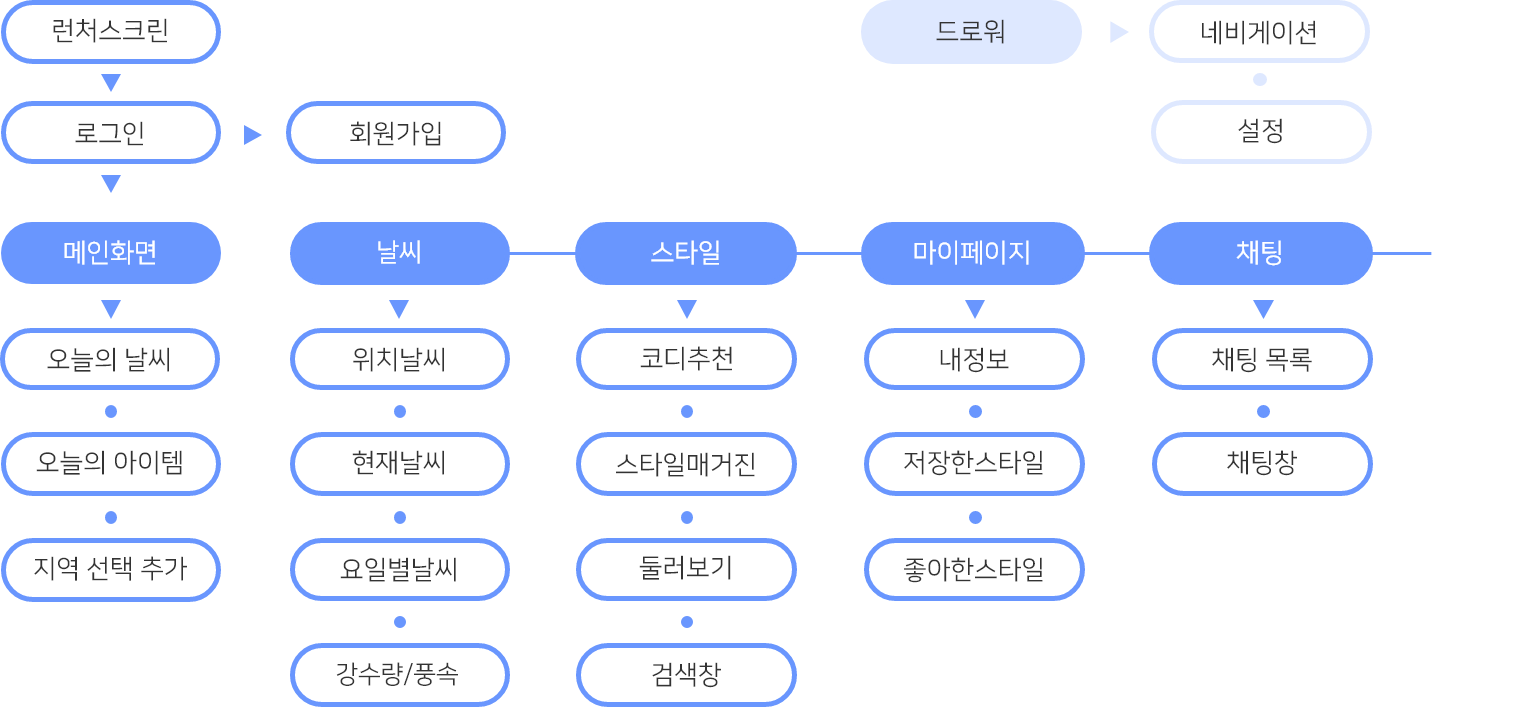 런처스크린
드로워
네비게이션
로그인
회원가입
설정
메인화면
날씨
스타일
마이페이지
채팅
오늘의 날씨
위치날씨
코디추천
내정보
채팅 목록
오늘의 아이템
현재날씨
스타일매거진
저장한스타일
채팅창
지역 선택 추가
요일별날씨
둘러보기
좋아한스타일
강수량/풍속
검색창